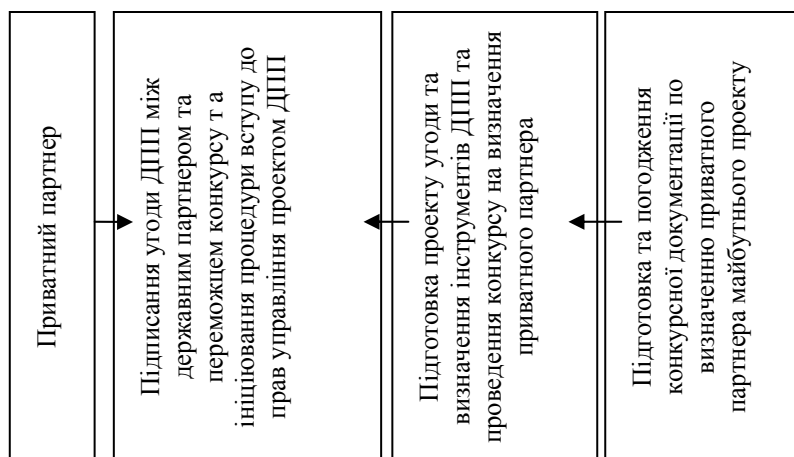 Приватний партнер
Підписання угоди ДПП між
державним партнером та
переможцем конкурсу т а
ініціювання процедури вступу до
прав управління проектом ДПП
Підготовка проекту угоди та
визначення інструментів ДПП та
проведення конкурсу на визначення
приватного партнера
Підготовка та погодження
конкурсної документації по
визначенню приватного
партнера майбутнього проекту